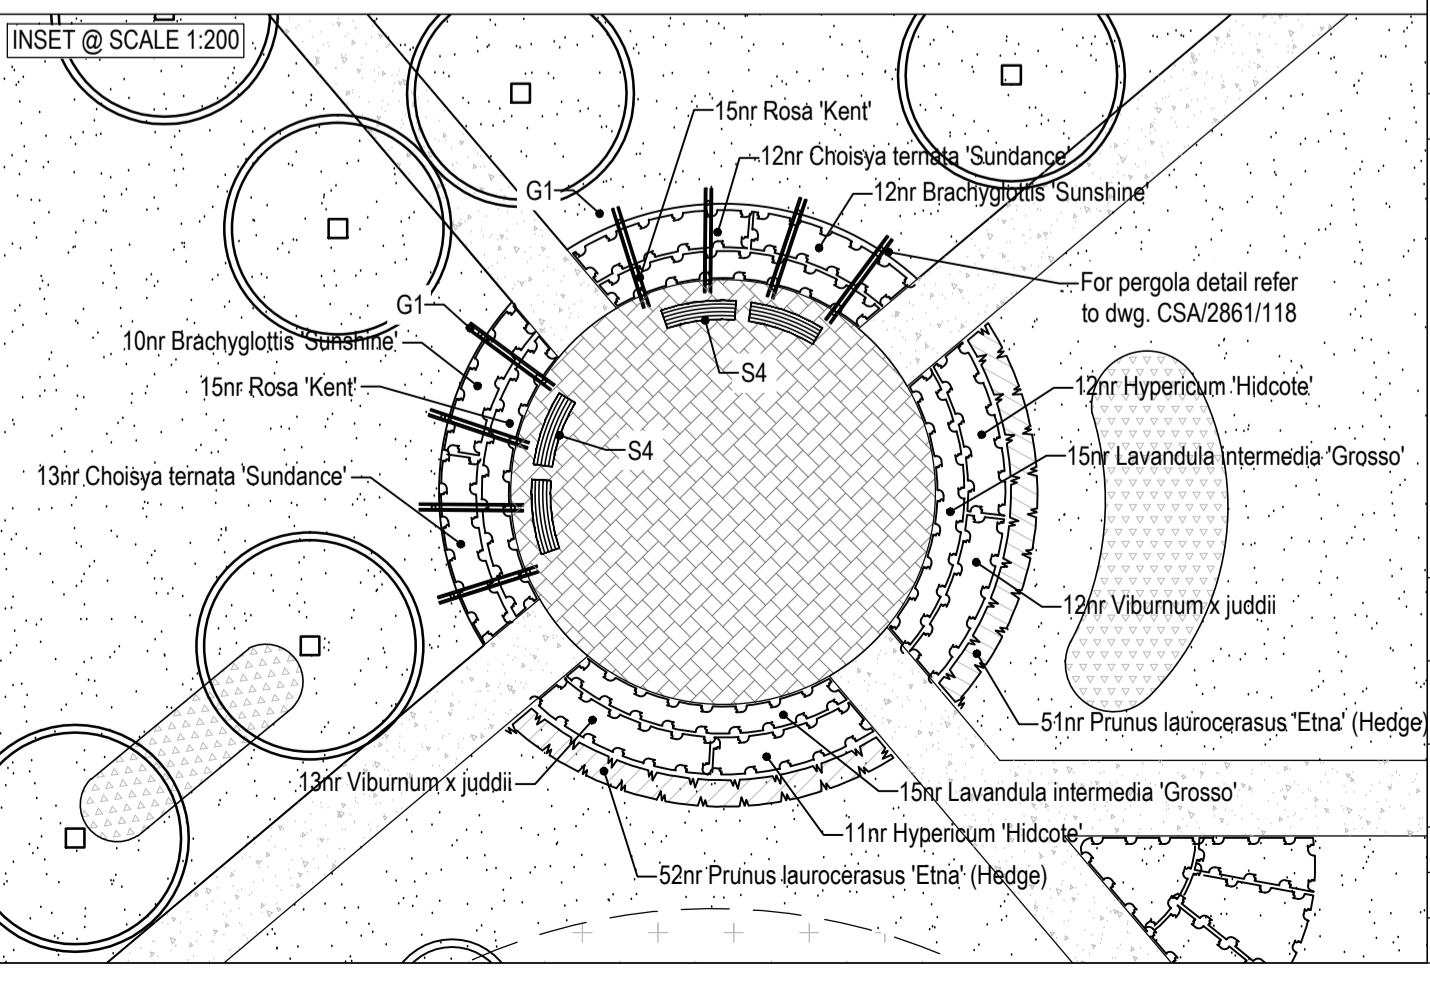 INSET @ SCALE 1:200
15nr Rosa 'Kent'
12nr Choisya ternata 'Sundance'
G1
12nr Brachyglottis 'Sunshine'
For pergola detail refer
to dwg. CSA/2861/118
G1
10nr Brachyglottis 'Sunshine'
S4
15nr Rosa 'Kent'
12nr Hypericum 'Hidcote'
S4
15nr Lavandula intermedia 'Grosso'
13nr Choisya ternata 'Sundance'
12nr Viburnum x juddii
51nr Prunus laurocerasus 'Etna' (Hedge)
13nr Viburnum x juddii
15nr Lavandula intermedia 'Grosso'
11nr Hypericum 'Hidcote'
52nr Prunus laurocerasus 'Etna' (Hedge)